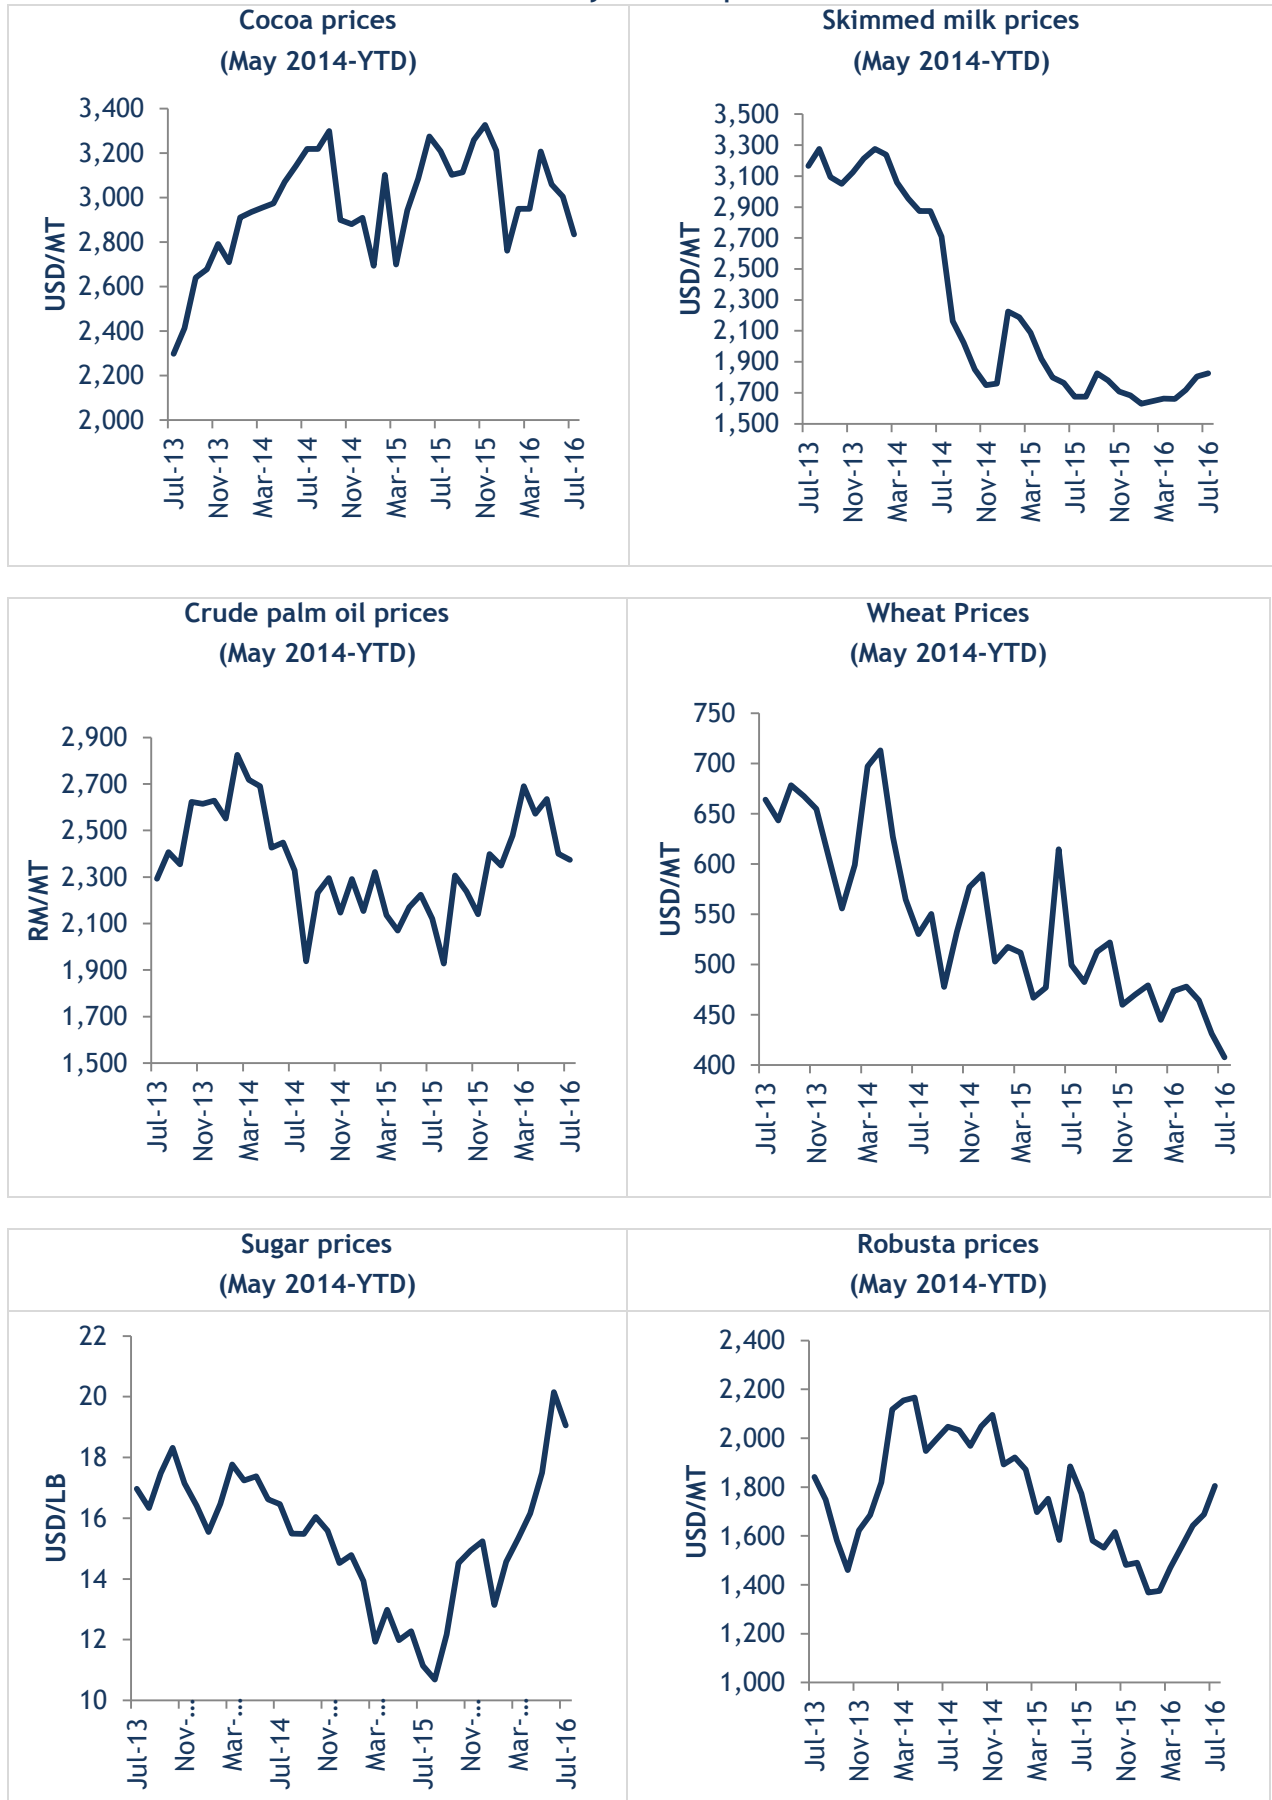 Cocoa prices
(May 2014-YTD)
3,400
3,200
3,000
2,800
2,600
2,400
2,200
2,000
USD/MT
Jul-13
Nov-13
Mar-14
Jul-14
Nov-14
Mar-15
Jul-15
Nov-15
Mar-16
Jul-16
Skimmed milk prices
(May 2014-YTD)
3,500
3,300
3,100
2,900
2,700
2,500
2,300
2,100
1,900
1,700
1,500
USD/MT
Jul-13
Nov-13
Mar-14
Jul-14
Nov-14
Mar-15
Jul-15
Nov-15
Mar-16
Jul-16
Crude palm oil prices
(May 2014-YTD)
2,900
2,700
2,500
2,300
2,100
1,900
1,700
1,500
RM/MT
Jul-13
Nov-13
Mar-14
Jul-14
Nov-14
Mar-15
Jul-15
Nov-15
Mar-16
Jul-16
Wheat Prices
(May 2014-YTD)
750
700
650
600
550
500
450
400
USD/MT
Jul-13
Nov-13
Mar-14
Jul-14
Nov-14
Mar-15
Jul-15
Nov-15
Mar-16
Jul-16
Sugar prices
(May 2014-YTD)
22
20
18
16
14
12
10
USD/LB
Jul-13
Nov-...
Mar-...
Jul-14
Nov-...
Mar-...
Jul-15
Nov-...
Mar-...
Jul-16
Robusta prices
(May 2014-YTD)
2,400
2,200
2,000
1,800
1,600
1,400
1,200
1,000
USD/MT
Jul-13
Nov-13
Mar-14
Jul-14
Nov-14
Mar-15
Jul-15
Nov-15
Mar-16
Jul-16